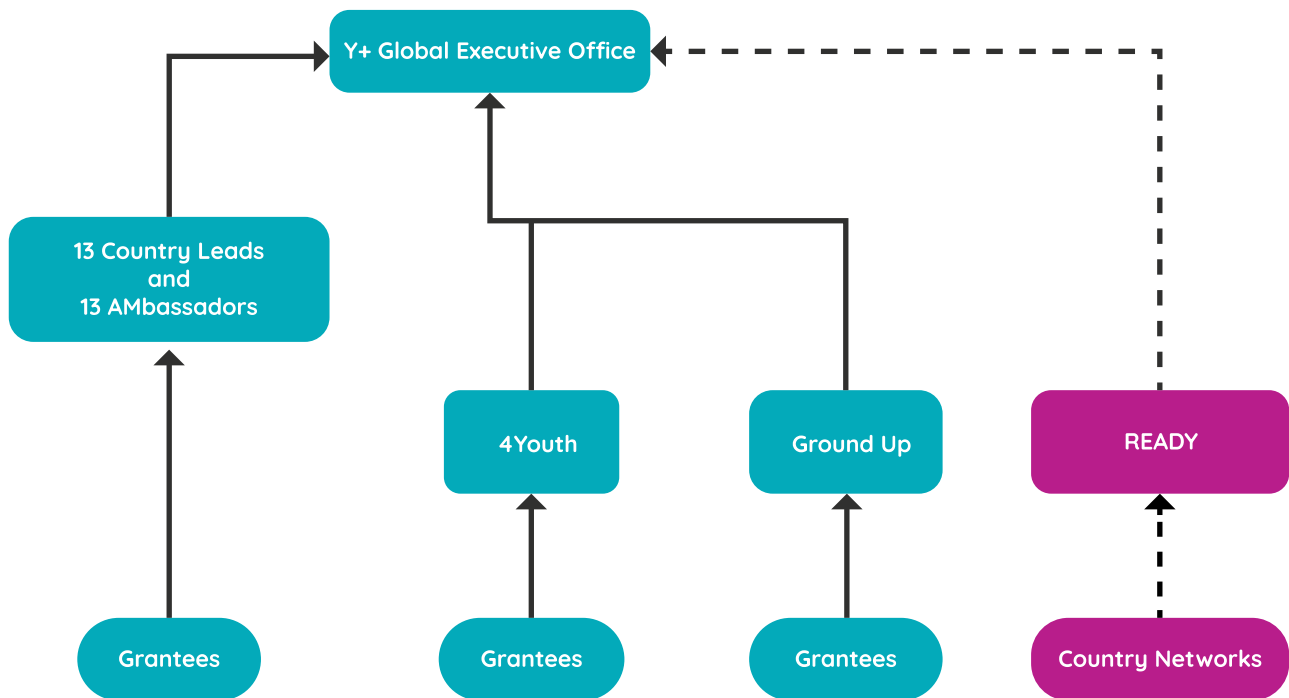 Y+ Global Executive Office
13 Country Leads
and
13 AMbassadors
4Youth
Ground Up
READY
Grantees
Grantees
Grantees
Country Networks